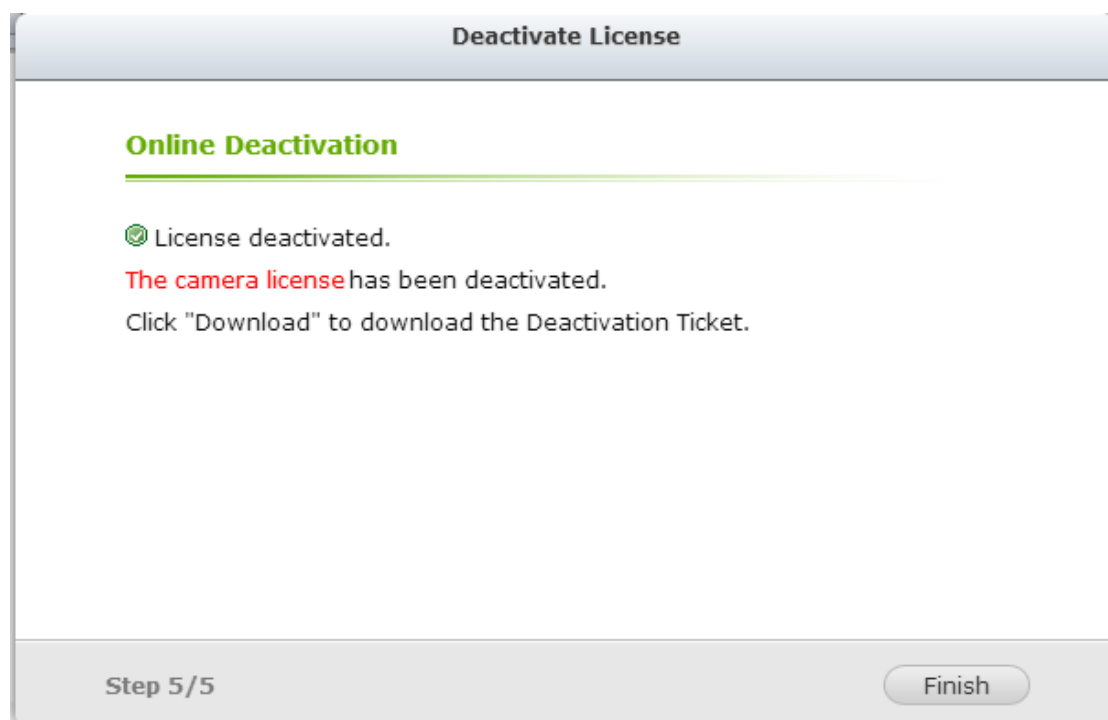 Deactivate License
Online Deactivation
License deactivated.
The camera license has been deactivated.
Click "Download" to download the Deactivation Ticket.
Step 5/5
Finish